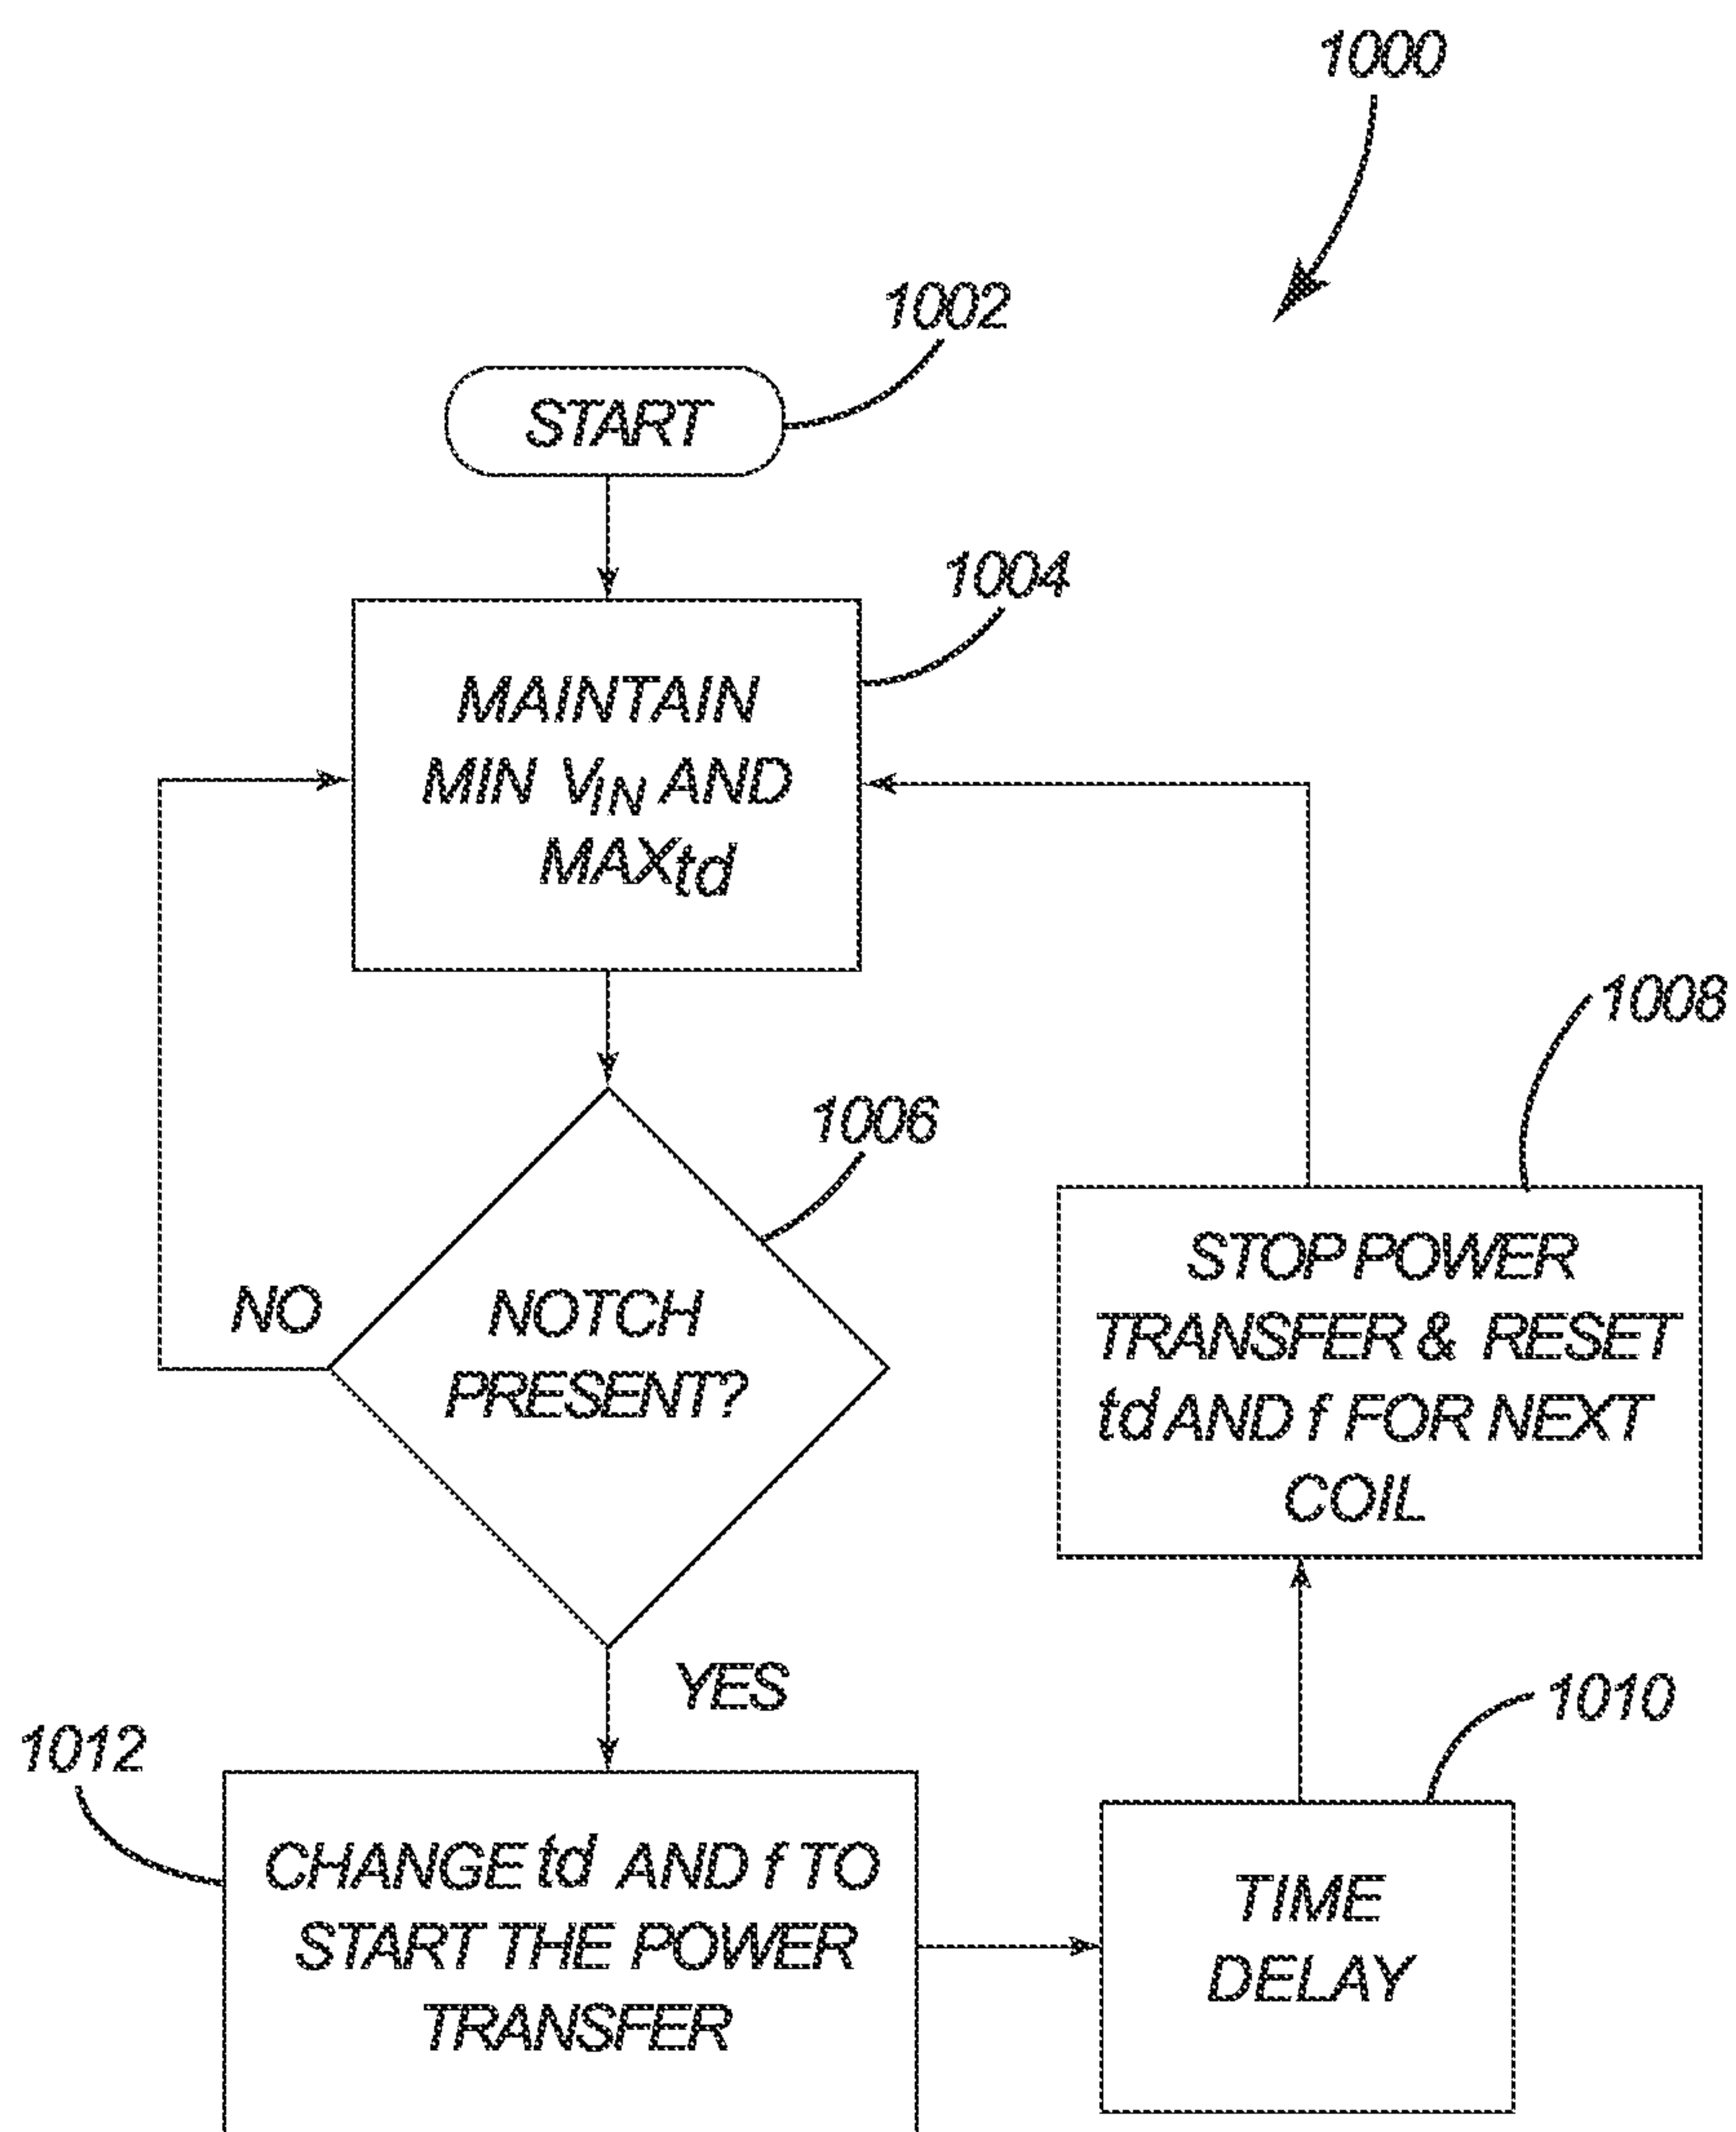 1000
1002
START
1004
MAINTAIN
MIN VIN AND
MAXtd
1006
NOTCH
PRESENT?
NO
YES
1008
STOP POWER
TRANSFER & RESET
td AND f FOR NEXT
COIL
1010
TIME
DELAY
1012
CHANGE td AND f TO
START THE POWER
TRANSFER